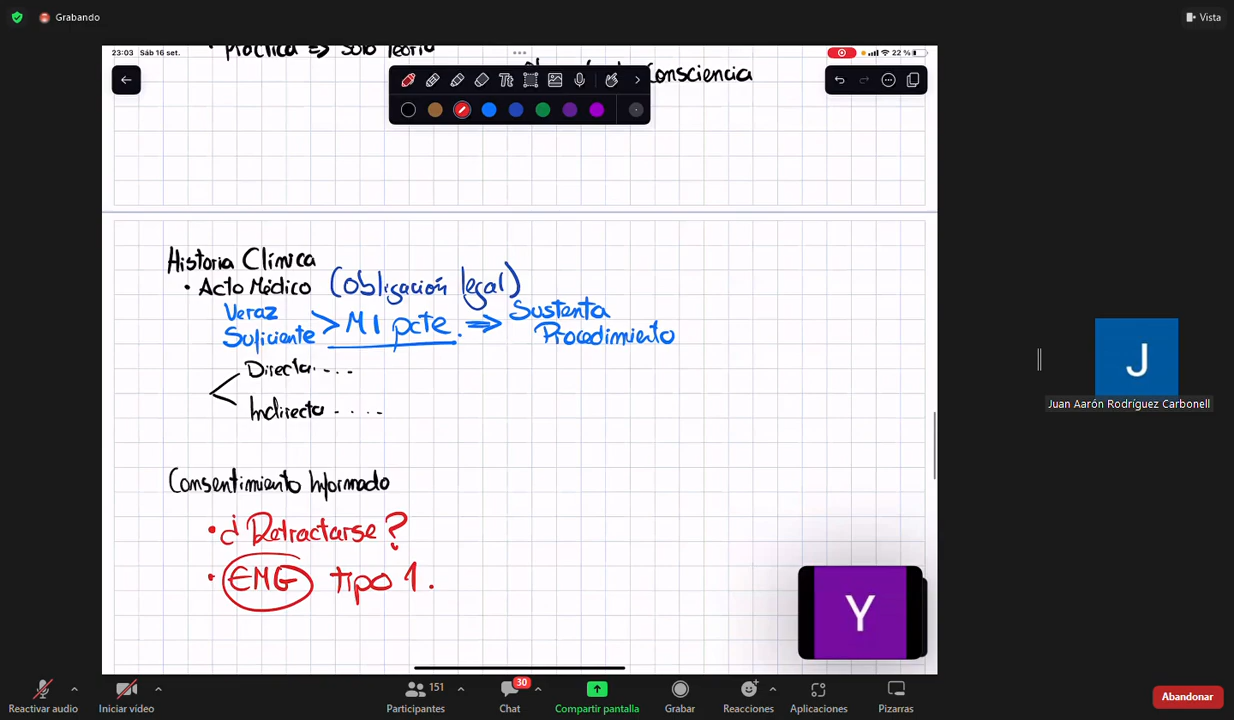 Grabando
Vista
23:03 Sáb 16 set.
22 %
Práctica => Solo Teoría
Consciencia
Tt
Historia Clínica
• Acto Médico (Obligación legal)
Veraz
Suficiente > M1 pcte. => Sustenta Procedimiento
Directa ....
< Indirecta ....
Consentimiento Informado
• ¿Retractarse?
• EMG tipo 1.
J
Juan Aarón Rodríguez Carbonell
Y
Reactivar audio
Iniciar vídeo
151
Participantes
30
Chat
Compartir pantalla
Grabar
Reacciones
Aplicaciones
Pizarras
Abandonar